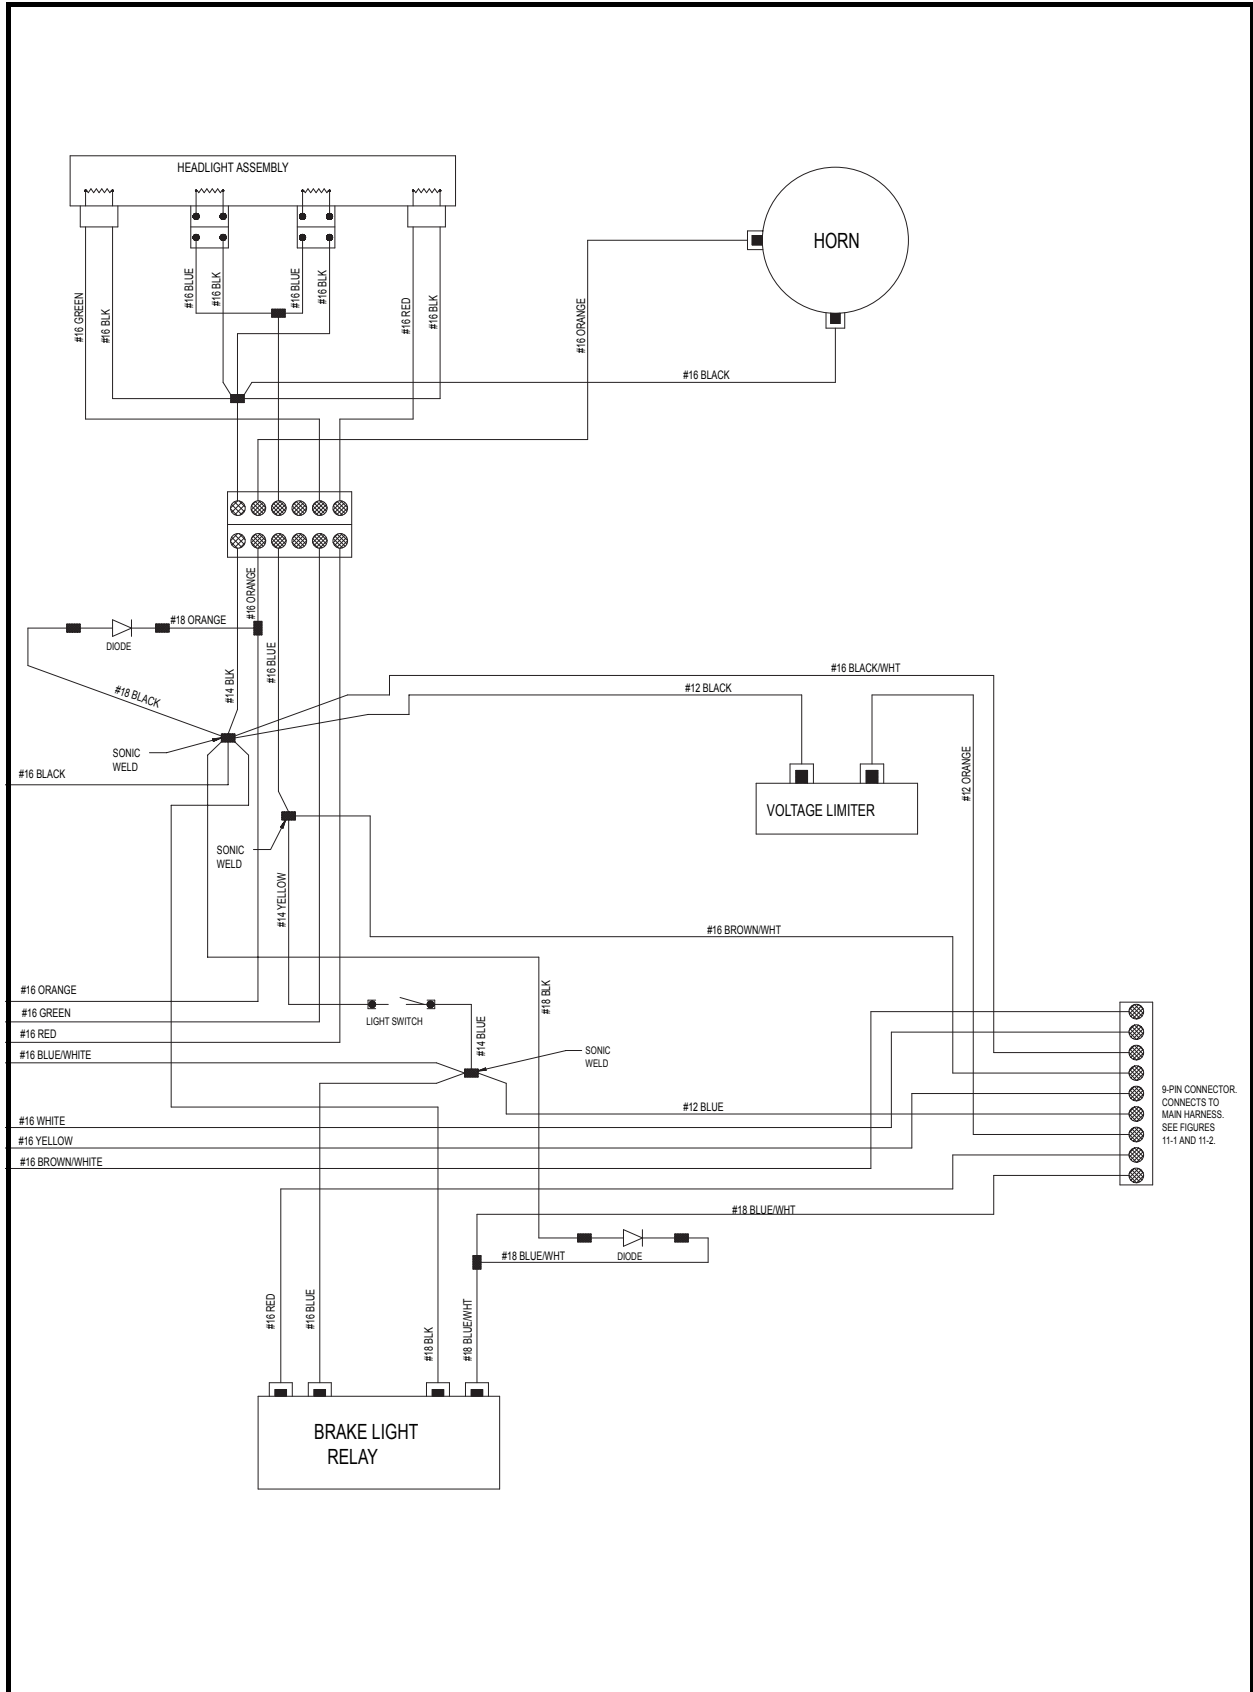 HEADLIGHT ASSEMBLY
HORN
#16 GREEN
#16 BLK
#16 BLUE
#16 BLK
#16 BLUE
#16 BLK
#16 RED
#16 BLK
#16 ORANGE
#16 BLACK
#16 ORANGE
#18 ORANGE
DIODE
#18 BLACK
#14 BLK
#16 BLUE
#16 BLACK/WHT
#12 BLACK
SONIC
WELD
#16 BLACK
#12 ORANGE
VOLTAGE LIMITER
SONIC
WELD
#14 YELLOW
#16 BROWN/WHT
#16 ORANGE
#16 GREEN
#16 RED
#16 BLUE/WHITE
LIGHT SWITCH
#14 BLUE
#18 BLK
SONIC
WELD
#12 BLUE
9-PIN CONNECTOR.
CONNECTS TO
MAIN HARNESS.
SEE FIGURES
11-1 AND 11-2.
#16 WHITE
#16 YELLOW
#16 BROWN/WHITE
#18 BLUE/WHT
#18 BLUE/WHT
DIODE
#16 RED
#16 BLUE
#18 BLK
#18 BLUE/WHT
BRAKE LIGHT
RELAY